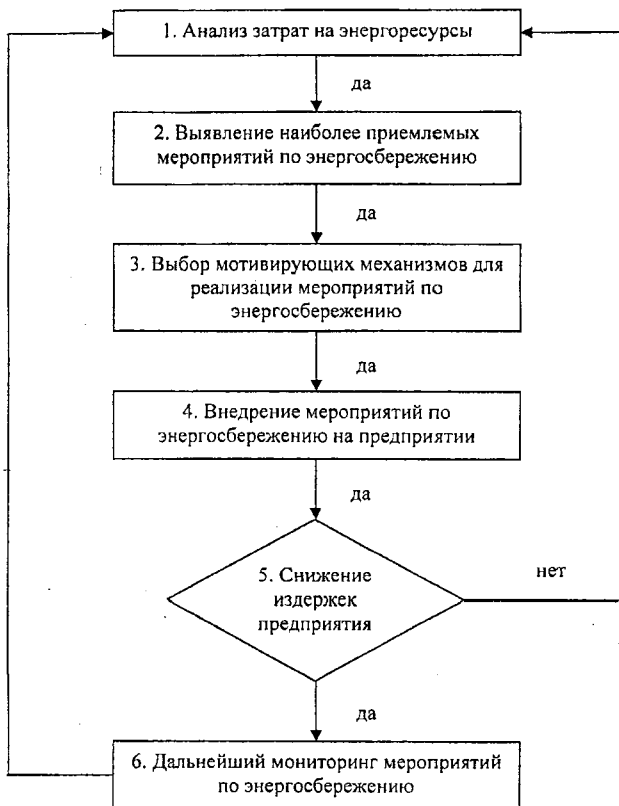 1. Анализ затрат на энергоресурсы
да
2. Выявление наиболее приемлемых
мероприятий по энергосбережению
да
3. Выбор мотивирующих механизмов для
реализации мероприятий по
энергосбережению
да
4. Внедрение мероприятий по
энергосбережению на предприятии
да
5. Снижение
издержек
предприятия
нет
да
6. Дальнейший мониторинг мероприятий
по энергосбережению